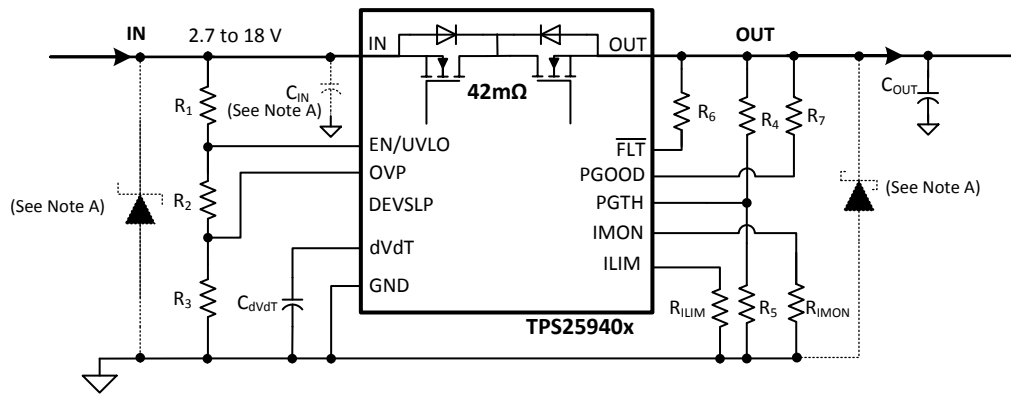 IN
2.7 to 18 V
IN
OUT
OUT
42mΩ
R1
CIN
(See Note A)
R6
R4
R7
COUT
EN/UVLO
FLT
OVP
PGOOD
(See Note A)
R2
DEVSLP
PGTH
(See Note A)
dVdT
IMON
ILIM
R3
CdVdT
GND
RILIM
R5
RIMON
TPS25940x